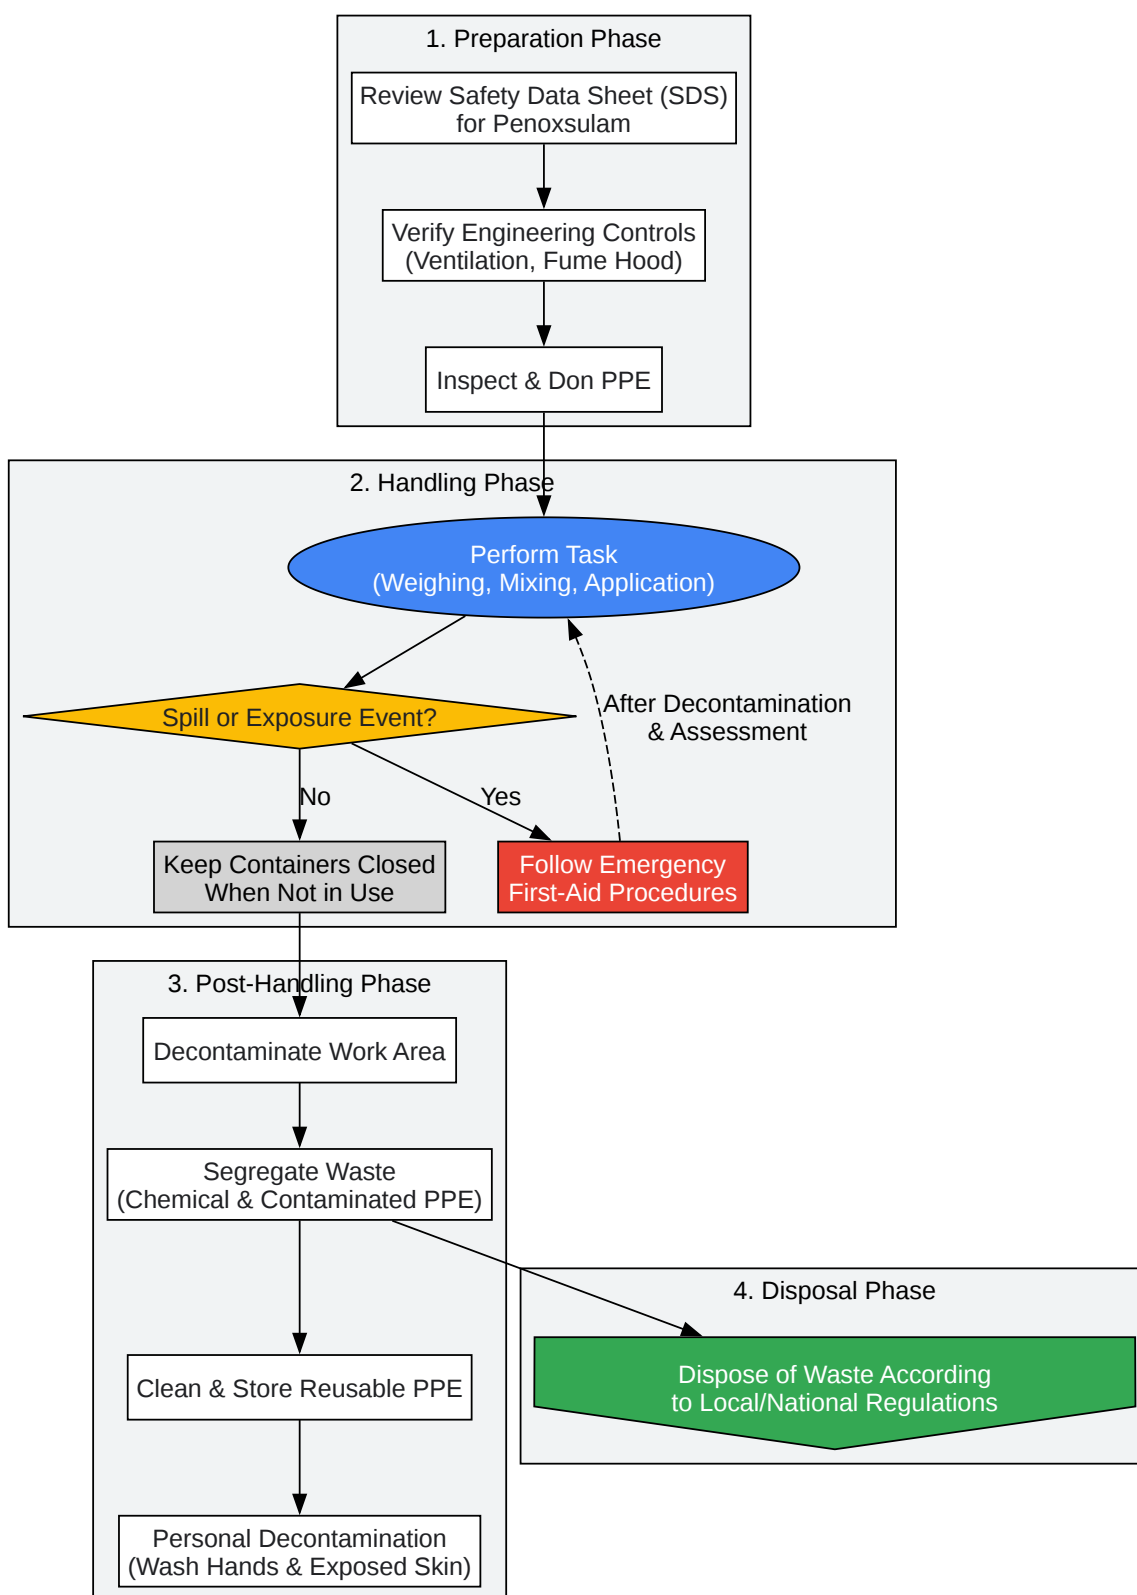 1. Preparation Phase
Review Safety Data Sheet (SDS)
for Penoxsulam
Verify Engineering Controls
(Ventilation, Fume Hood)
Inspect & Don PPE
2. Handling Phase
Perform Task
(Weighing, Mixing, Application)
Spill or Exposure Event?
After Decontamination
& Assessment
No
Yes
Keep Containers Closed
When Not in Use
Follow Emergency
First-Aid Procedures
3. Post-Handling Phase
Decontaminate Work Area
Segregate Waste
(Chemical & Contaminated PPE)
4. Disposal Phase
Dispose of Waste According
to Local/National Regulations
Clean & Store Reusable PPE
Personal Decontamination
(Wash Hands & Exposed Skin)